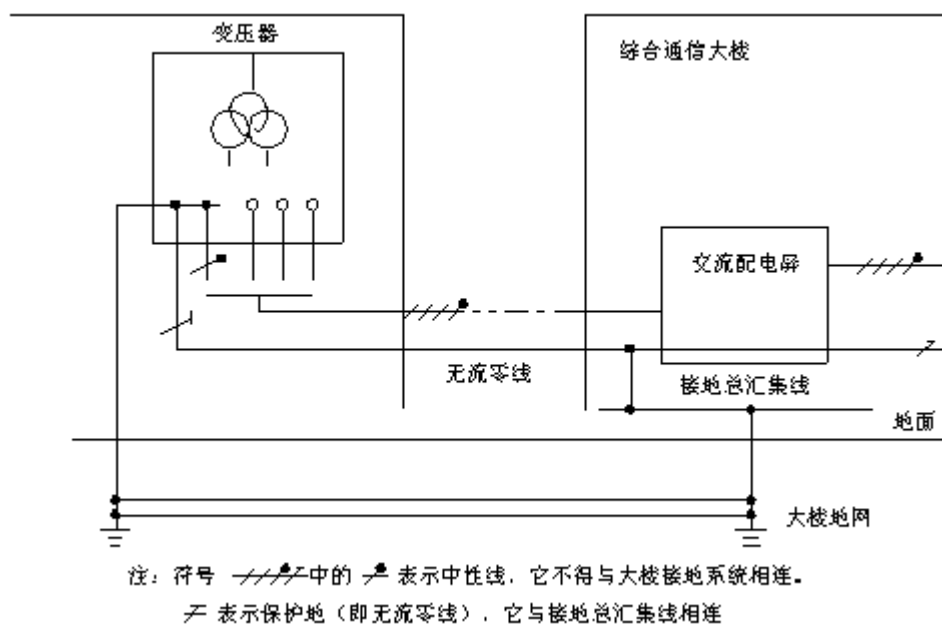 变压器
综合通信大楼
交流配电屏
无流零线
接地总汇集线
地面
大楼地网
注：符号 中的 表示中性线，它不得与大楼接地系统相连。
表示保护地（即无流零线），它与接地总汇集线相连